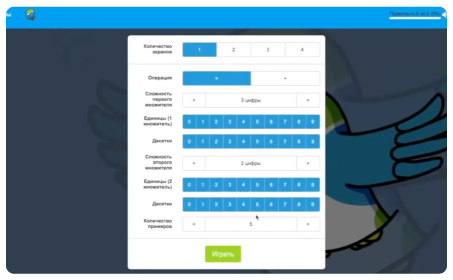 Количество экранов
1 2 3 4
Операция
Сложность первого множителя
3 цифры
Единицы (1 множитель)
0 1 2 3 4 5 6 7 8 9
Десятки
0 1 2 3 4 5 6 7 8 9
Сложность второго множителя
2 цифры
Единицы (2 множитель)
0 1 2 3 4 5 6 7 8 9
Десятки
0 1 2 3 4 5 6 7 8 9
Количество примеров
5
Играть